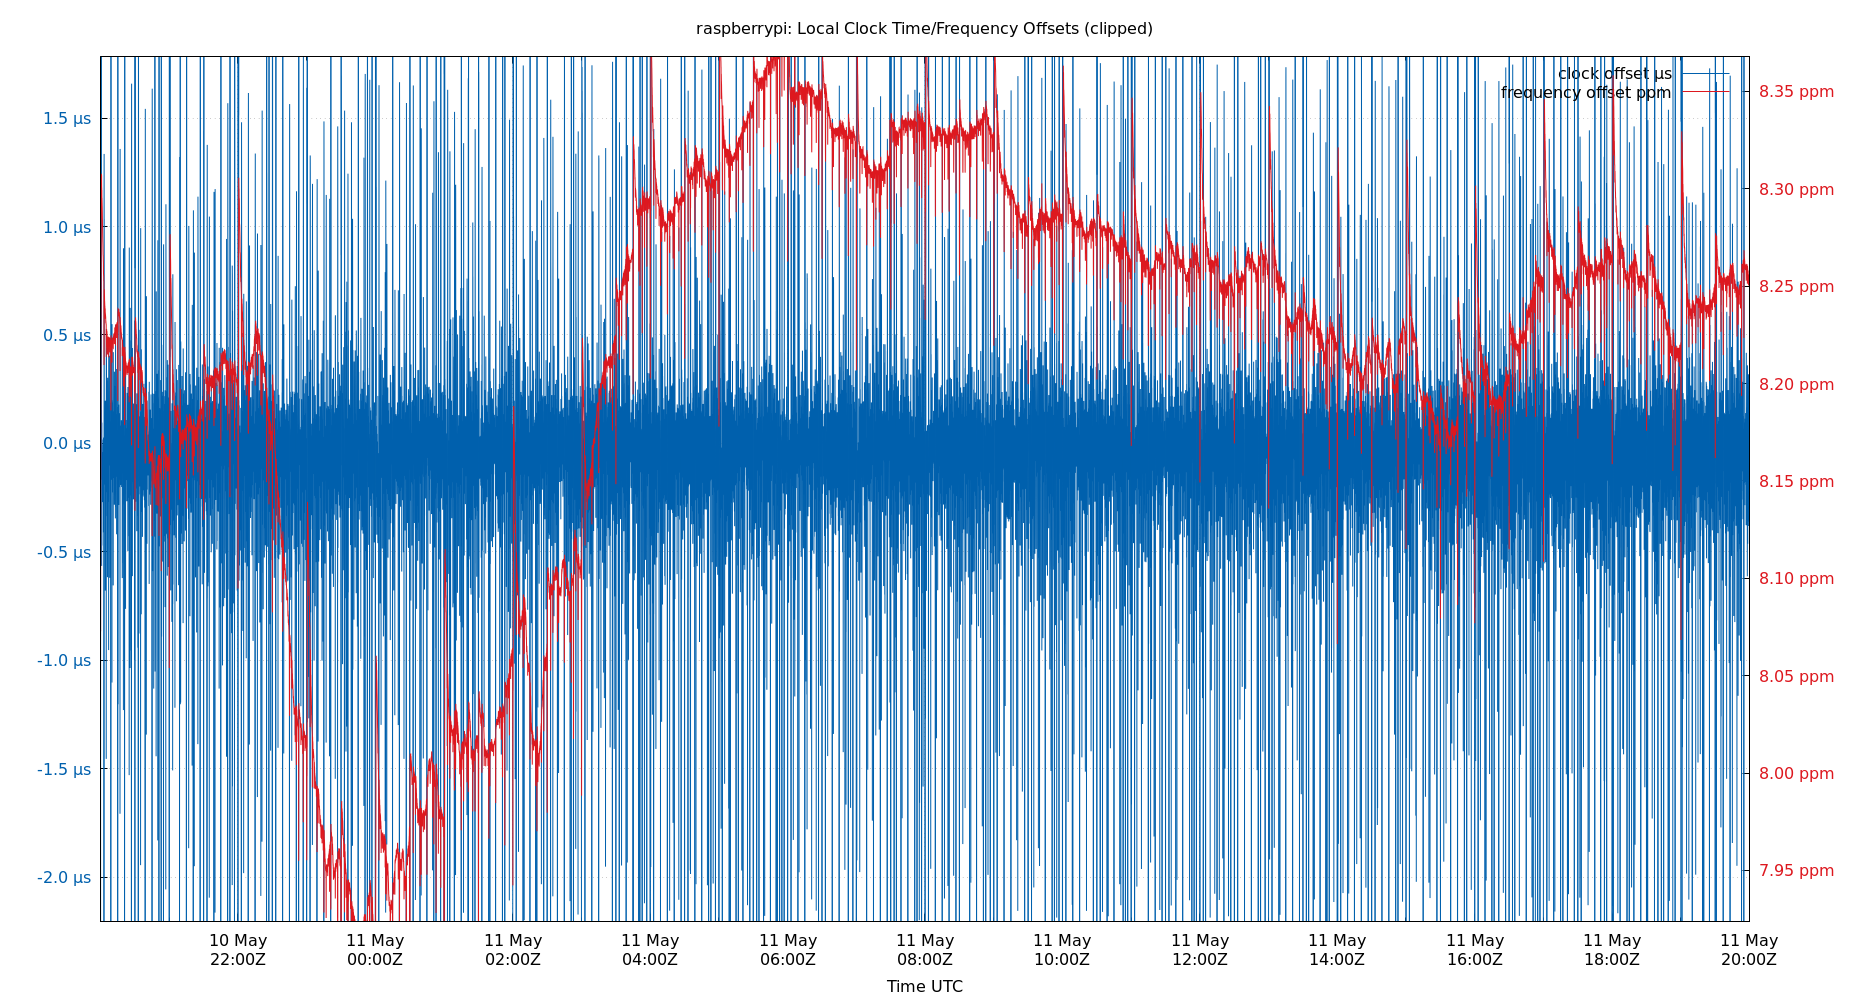 raspberrypi: Local Clock Time/Frequency Offsets (clipped)
clock offset µs
frequency offset ppm
1.5 µs
1.0 µs
0.5 µs
0.0 µs
-0.5 µs
-1.0 µs
-1.5 µs
-2.0 µs
8.35 ppm
8.30 ppm
8.25 ppm
8.20 ppm
8.15 ppm
8.10 ppm
8.05 ppm
8.00 ppm
7.95 ppm
10 May 11 May 11 May 11 May 11 May 11 May 11 May 11 May 11 May 11 May 11 May 11 May
22:00Z 00:00Z 02:00Z 04:00Z 06:00Z 08:00Z 10:00Z 12:00Z 14:00Z 16:00Z 18:00Z 20:00Z
Time UTC